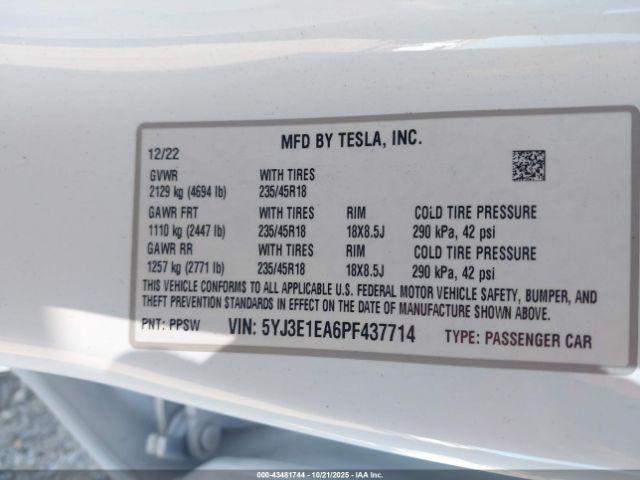 MFD BY TESLA, INC.
12/22
GVWR WITH TIRES
2129 kg (4694 lb) 235/45R18
GAWR FRT WITH TIRES RIM COLD TIRE PRESSURE
1110 kg (2447 lb) 235/45R18 18X8.5J 290 kPa, 42 psi
GAWR RR WITH TIRES RIM COLD TIRE PRESSURE
1257 kg (2771 lb) 235/45R18 18X8.5J 290 kPa, 42 psi
THIS VEHICLE CONFORMS TO ALL APPLICABLE U.S. FEDERAL MOTOR VEHICLE SAFETY, BUMPER, AND
THEFT PREVENTION STANDARDS IN EFFECT ON THE DATE OF MANUFACTURE SHOWN ABOVE.
PNT: PPSW VIN: 5YJ3E1EA6PF437714 TYPE: PASSENGER CAR
000-43481744 - 10/21/2025 - IAAI.COM